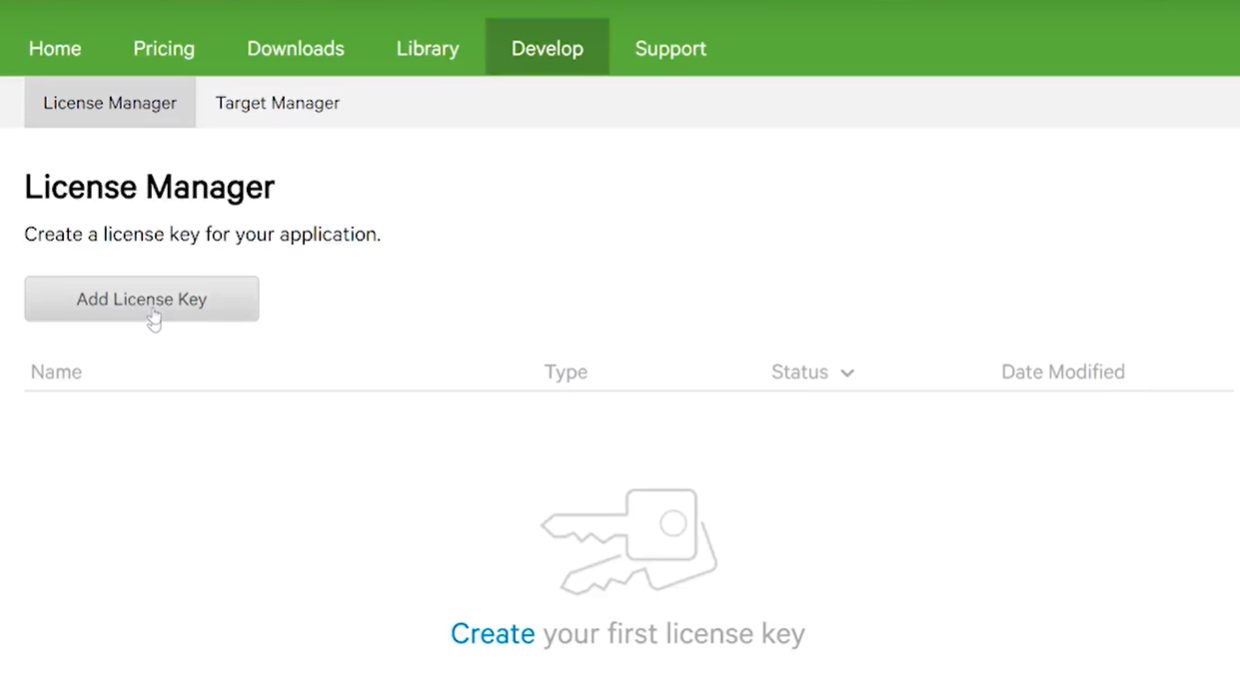 Home Pricing Downloads Library Develop Support
License Manager Target Manager
License Manager
Create a license key for your application.
Add License Key
Name Type Status Date Modified
Create your first license key